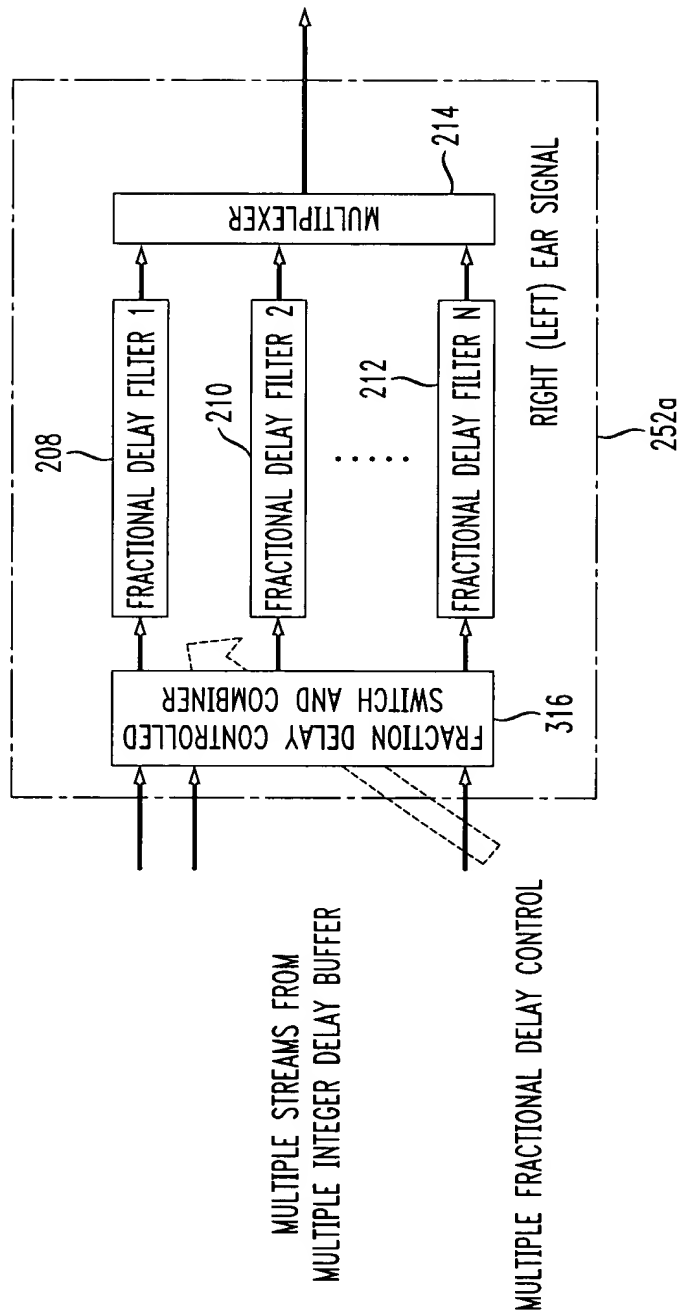 MULTIPLE STREAMS FROM
MULTIPLE INTEGER DELAY BUFFER
MULTIPLE FRACTIONAL DELAY CONTROL
FRACTION DELAY CONTROLLED
SWITCH AND COMBINER
316
208
FRACTIONAL DELAY FILTER 1
210
FRACTIONAL DELAY FILTER 2
.....
212
FRACTIONAL DELAY FILTER N
MULTIPLEXER
214
RIGHT (LEFT) EAR SIGNAL
252a